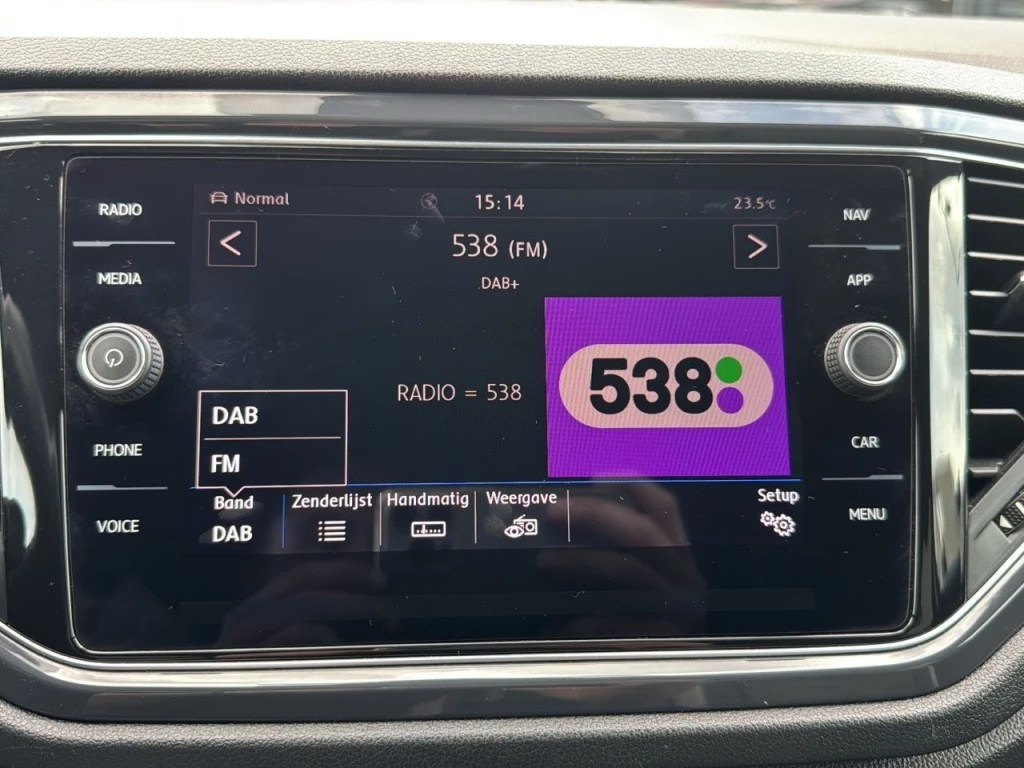 Normal
15:14
23.5°C
RADIO
MEDIA
PHONE
VOICE
<
538 (FM)
>
DAB+
RADIO = 538
538
DAB
FM
Band
DAB
Zenderlijst
Handmatig
Weergave
Setup
NAV
APP
CAR
MENU